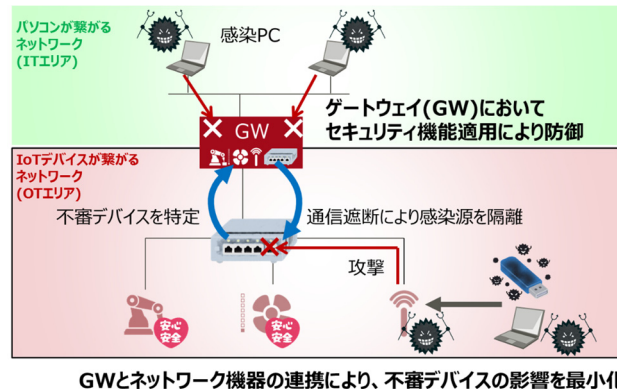 パソコンが繋がる
ネットワーク
(ITエリア)
感染PC
ゲートウェイ(GW)において
セキュリティ機能適用により防御
GW
IoTデバイスが繋がる
ネットワーク
(OTエリア)
不審デバイスを特定
通信遮断により感染源を隔離
攻撃
安心
安全
安心
安全
GWとネットワーク機器の連携により、不審デバイスの影響を最小化